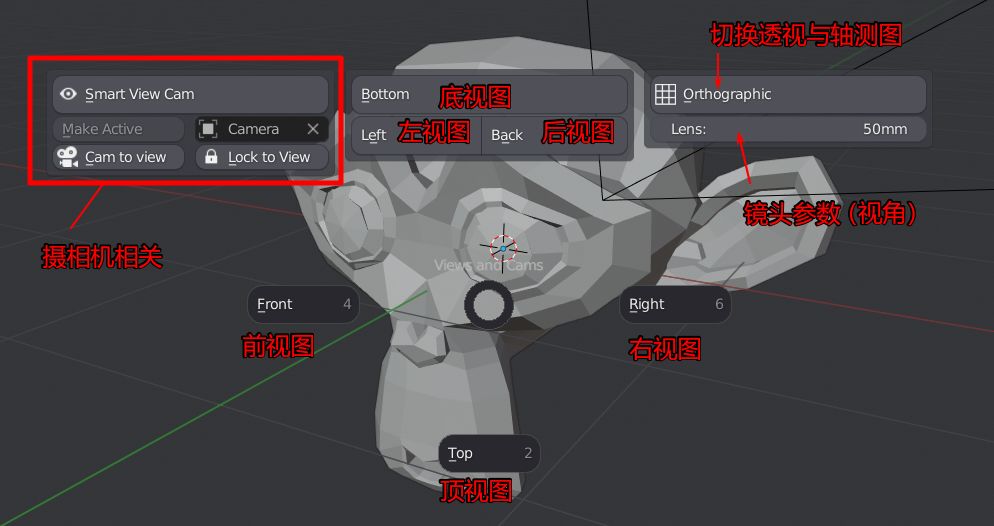 切换透视与轴测图
Smart View Cam
Make Active
Camera
Cam to view
Lock to View
Bottom
底视图
Left
左视图
Back
后视图
Orthographic
Lens:
50mm
镜头参数(视角)
摄相机相关
Views and Cams
Front
4
前视图
Right
6
右视图
Top
2
顶视图